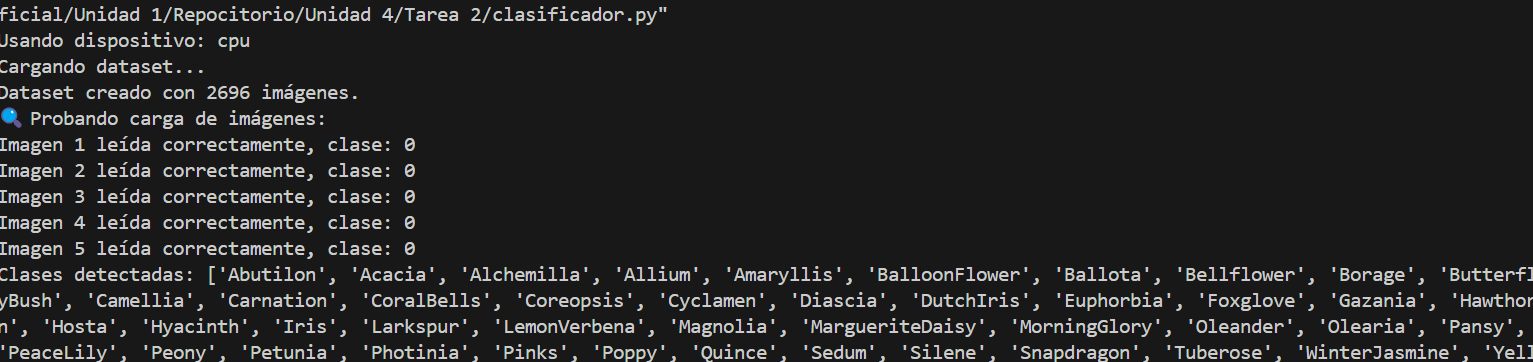 ficial/Unidad 1/Repocitorio/Unidad 4/Tarea 2/clasificador.py"
Usando dispositivo: cpu
Cargando dataset...
Dataset creado con 2696 imágenes.
🔍 Probando carga de imágenes:
Imagen 1 leída correctamente, clase: 0
Imagen 2 leída correctamente, clase: 0
Imagen 3 leída correctamente, clase: 0
Imagen 4 leída correctamente, clase: 0
Imagen 5 leída correctamente, clase: 0
Clases detectadas: ['Abutilon', 'Acacia', 'Alchemilla', 'Allium', 'Amaryllis', 'BalloonFlower', 'Ballota', 'Bellflower', 'Borage', 'Butterfl
yBush', 'Camellia', 'Carnation', 'CoralBells', 'Coreopsis', 'Cyclamen', 'Diascia', 'DutchIris', 'Euphorbia', 'Foxglove', 'Gazania', 'Hawthor
n', 'Hosta', 'Hyacinth', 'Iris', 'Larkspur', 'LemonVerbena', 'Magnolia', 'MargueriteDaisy', 'MorningGlory', 'Oleander', 'Olearia', 'Pansy',
'PeaceLily', 'Peony', 'Petunia', 'Photinia', 'Pinks', 'Poppy', 'Quince', 'Sedum', 'Silene', 'Snapdragon', 'Tuberose', 'WinterJasmine', 'Yell